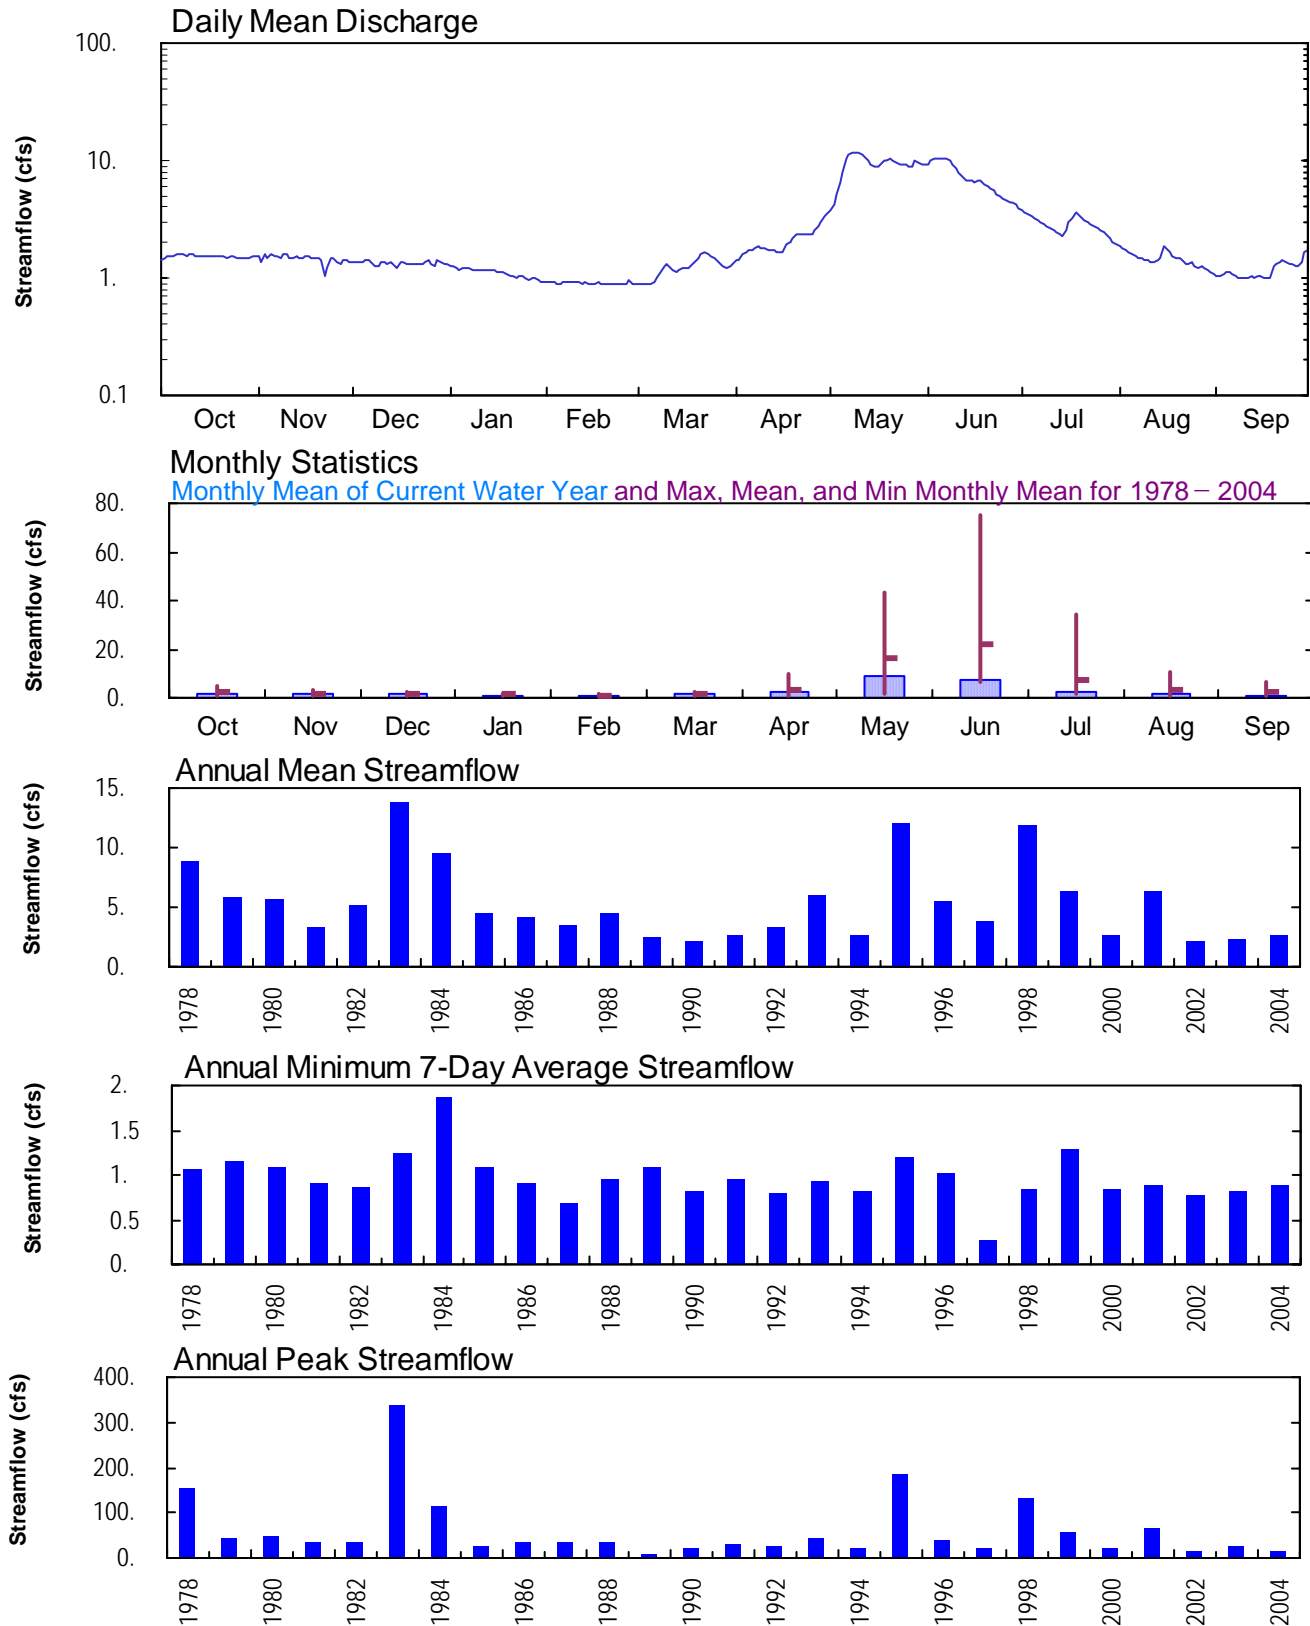 Daily Mean Discharge
Streamflow (cfs)
100.
10.
1.
0.1
Oct Nov Dec Jan Feb Mar Apr May Jun Jul Aug Sep
Monthly Statistics
Monthly Mean of Current Water Year and Max, Mean, and Min Monthly Mean for 1978 – 2004
Streamflow (cfs)
80.
60.
40.
20.
0.
Oct Nov Dec Jan Feb Mar Apr May Jun Jul Aug Sep
Annual Mean Streamflow
Streamflow (cfs)
15.
10.
5.
0.
1978 1980 1982 1984 1986 1988 1990 1992 1994 1996 1998 2000 2002 2004
Annual Minimum 7-Day Average Streamflow
Streamflow (cfs)
2.
1.5
1.
0.5
0.
1978 1980 1982 1984 1986 1988 1990 1992 1994 1996 1998 2000 2002 2004
Annual Peak Streamflow
Streamflow (cfs)
400.
300.
200.
100.
0.
1978 1980 1982 1984 1986 1988 1990 1992 1994 1996 1998 2000 2002 2004